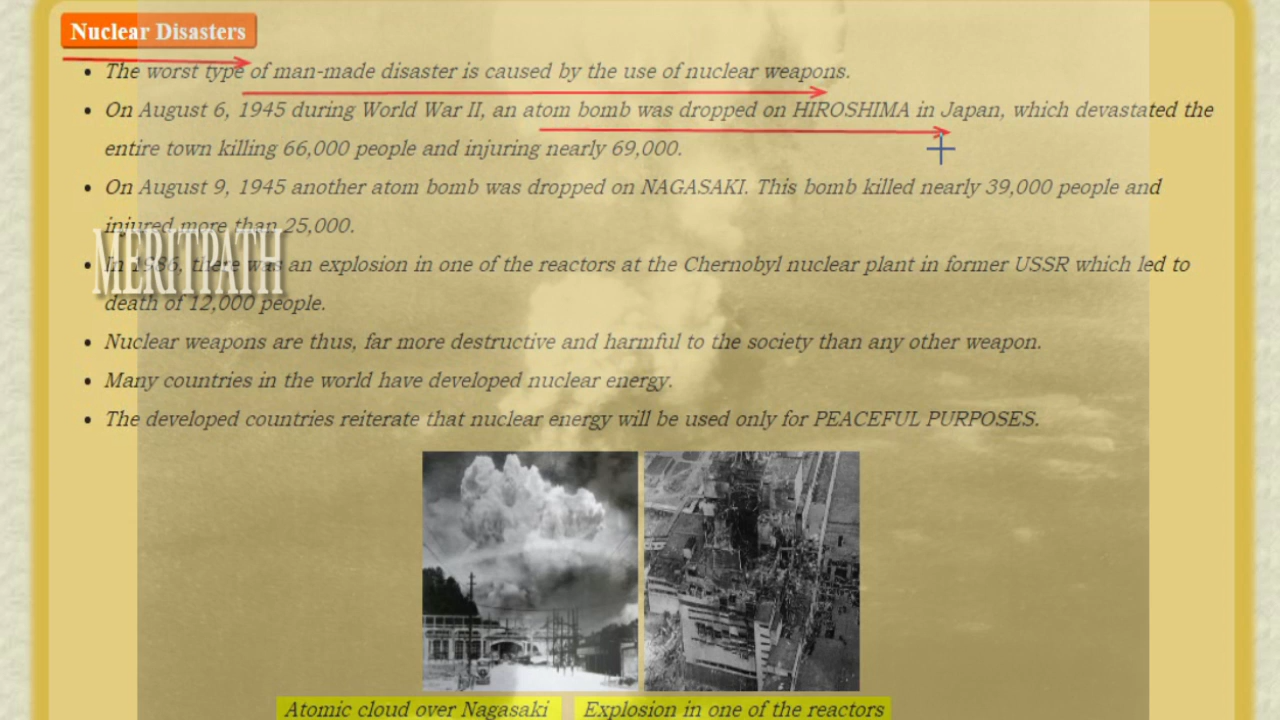 Nuclear Disasters
• The worst type of man-made disaster is caused by the use of nuclear weapons.
• On August 6, 1945 during World War II, an atom bomb was dropped on HIROSHIMA in Japan, which devastated the
entire town killing 66,000 people and injuring nearly 69,000.
• On August 9, 1945 another atom bomb was dropped on NAGASAKI. This bomb killed nearly 39,000 people and
injured more than 25,000.
MERITPATH
• In 1986, there was an explosion in one of the reactors at the Chernobyl nuclear plant in former USSR which led to
death of 12,000 people.
• Nuclear weapons are thus, far more destructive and harmful to the society than any other weapon.
• Many countries in the world have developed nuclear energy.
• The developed countries reiterate that nuclear energy will be used only for PEACEFUL PURPOSES.
Atomic cloud over Nagasaki
Explosion in one of the reactors